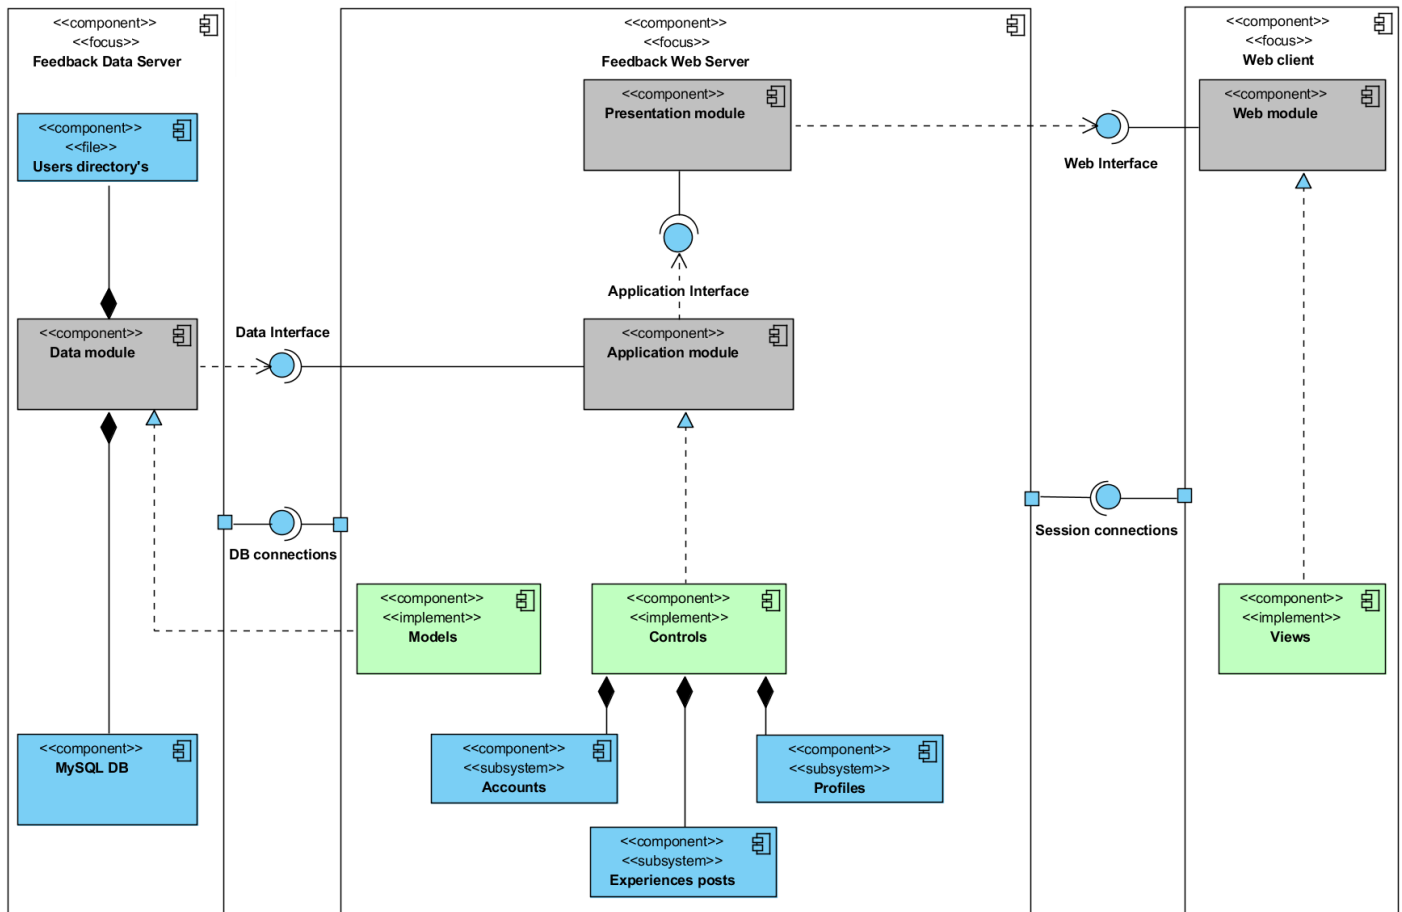 <<component>>
<<focus>>
Feedback Data Server
<<component>>
<<file>>
Users directory's
<<component>>
Data module
<<component>>
MySQL DB
Data Interface
DB connections
<<component>>
<<focus>>
Feedback Web Server
<<component>>
Presentation module
Application Interface
<<component>>
Application module
<<component>>
<<implement>>
Models
<<component>>
<<implement>>
Controls
<<component>>
<<subsystem>>
Accounts
<<component>>
<<subsystem>>
Profiles
<<component>>
<<subsystem>>
Experiences posts
Web Interface
Session connections
<<component>>
<<focus>>
Web client
<<component>>
Web module
<<component>>
<<implement>>
Views